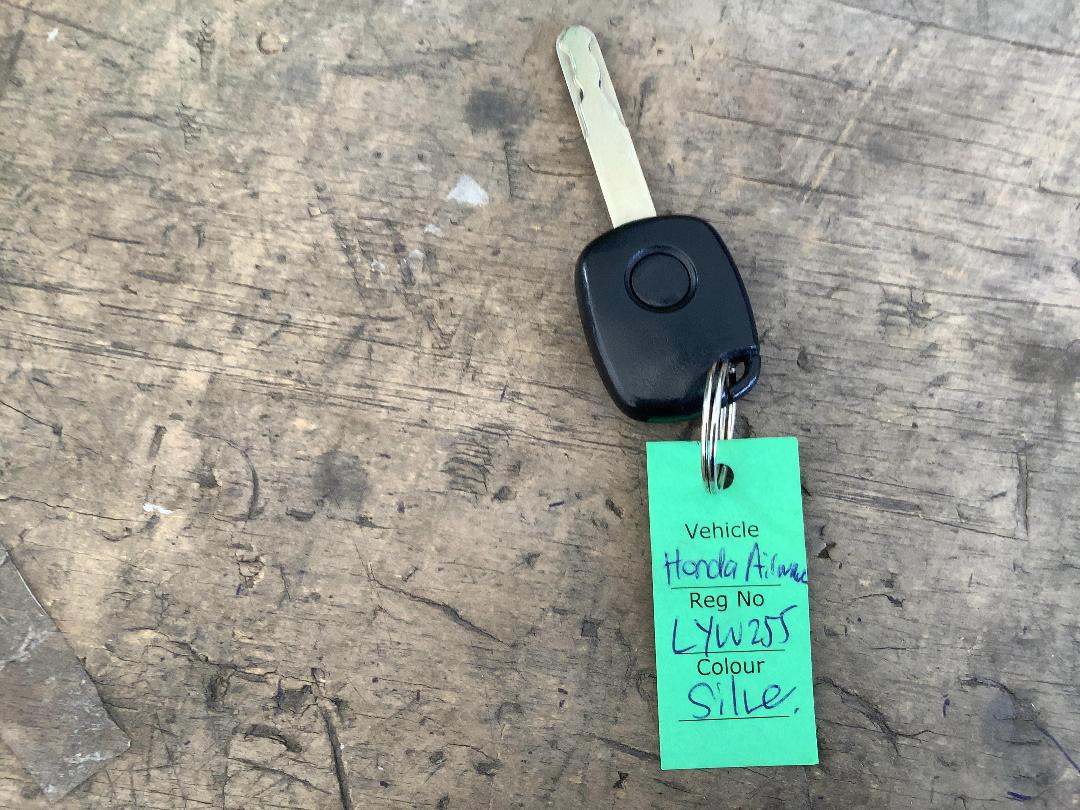 Vehicle
Honda Airwave
Reg No
LYW255
Colour
Silve.